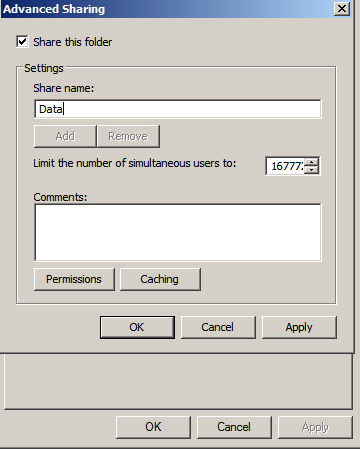 Advanced Sharing
Share this folder
Settings
Share name:
Data
Add Remove
Limit the number of simultaneous users to: 16777
Comments:
Permissions Caching
OK Cancel Apply
OK Cancel Apply